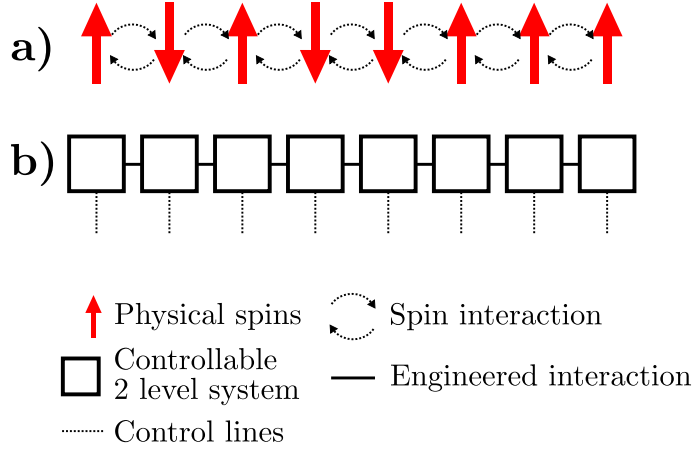 a)
b)
Physical spins
Spin interaction
Controllable
2 level system
Engineered interaction
Control lines